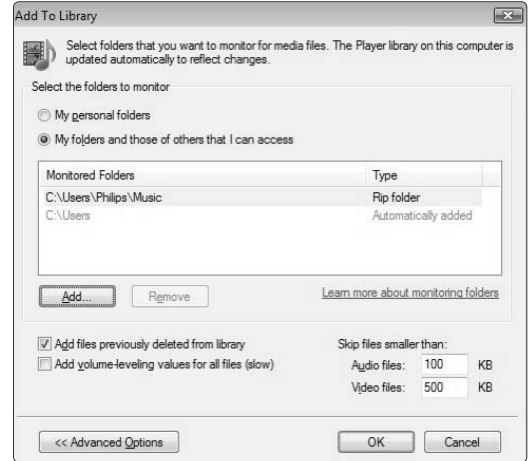 Add To Library
Select folders that you want to monitor for media files. The Player library on this computer is
updated automatically to reflect changes.
Select the folders to monitor
My personal folders
My folders and those of others that I can access
Monitored Folders Type
C:\Users\Philips\Music Rip folder
C:\Users Automatically added
Add... Remove Learn more about monitoring folders
Add files previously deleted from library Skip files smaller than:
Add volume-leveling values for all files (slow) Audio files: 100 KB
Video files: 500 KB
<< Advanced Options OK Cancel